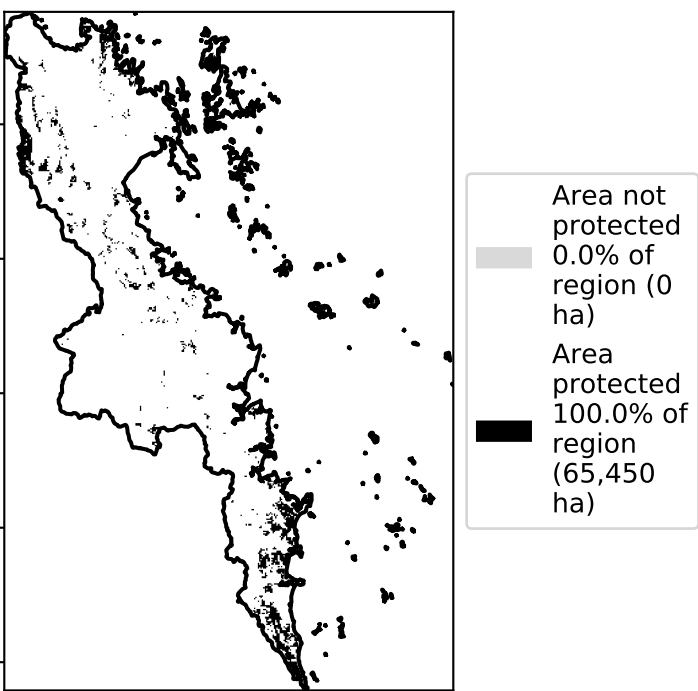 Area not
protected
0.0% of
region (0
ha)
Area
protected
100.0% of
region
(65,450
ha)